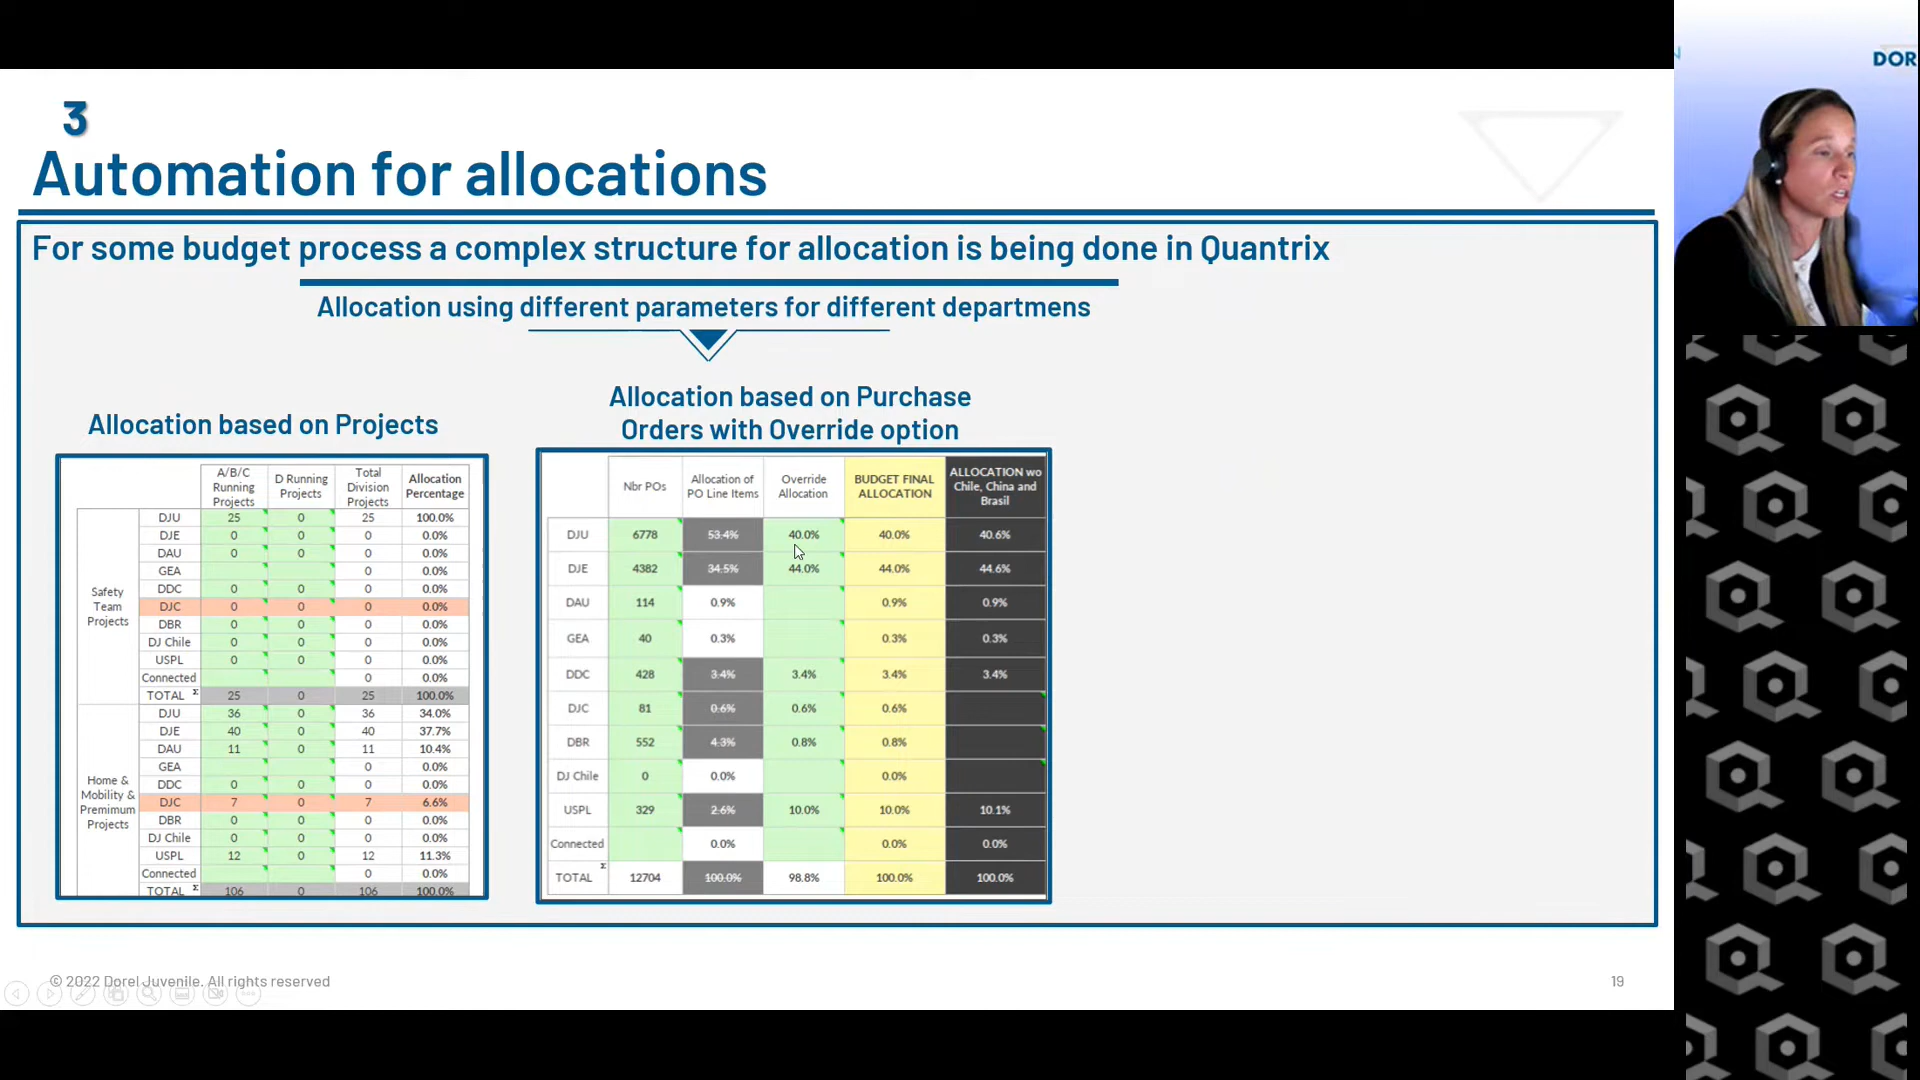 DOR
3
Automation for allocations
For some budget process a complex structure for allocation is being done in Quantrix
Allocation using different parameters for different departmens
Allocation based on Projects
A/B/C Running Projects D Running Projects Total Division Projects Allocation Percentage
Safety Team Projects
DJU 25 0 25 100.0%
DJE 0 0 0 0.0%
DAU 0 0 0 0.0%
GEA 0 0.0%
DDC 0 0 0 0.0%
DJC 0 0 0 0.0%
DBR 0 0 0 0.0%
DJ Chile 0 0 0 0.0%
USPL 0 0 0 0.0%
Connected 0 0.0%
TOTAL Σ 25 0 25 100.0%
Home & Mobility & Premimum Projects
DJU 36 0 36 34.0%
DJE 40 0 40 37.7%
DAU 11 0 11 10.4%
GEA 0 0.0%
DDC 0 0 0 0.0%
DJC 7 0 7 6.6%
DBR 0 0 0 0.0%
DJ Chile 0 0 0 0.0%
USPL 12 0 12 11.3%
Connected 0 0.0%
TOTAL Σ 106 0 106 100.0%
Allocation based on Purchase
Orders with Override option
Nbr POs Allocation of PO Line Items Override Allocation BUDGET FINAL ALLOCATION ALLOCATION wo Chile, China and Brasil
DJU 6778 53.4% 40.0% 40.0% 40.6%
DJE 4382 34.5% 44.0% 44.0% 44.6%
DAU 114 0.9% 0.9% 0.9%
GEA 40 0.3% 0.3% 0.3%
DDC 428 3.4% 3.4% 3.4% 3.4%
DJC 81 0.6% 0.6% 0.6%
DBR 552 4.3% 0.8% 0.8%
DJ Chile 0 0.0% 0.0%
USPL 329 2.6% 10.0% 10.0% 10.1%
Connected 0.0% 0.0% 0.0%
TOTAL Σ 12704 100.0% 98.8% 100.0% 100.0%
© 2022 Dorel Juvenile. All rights reserved
19